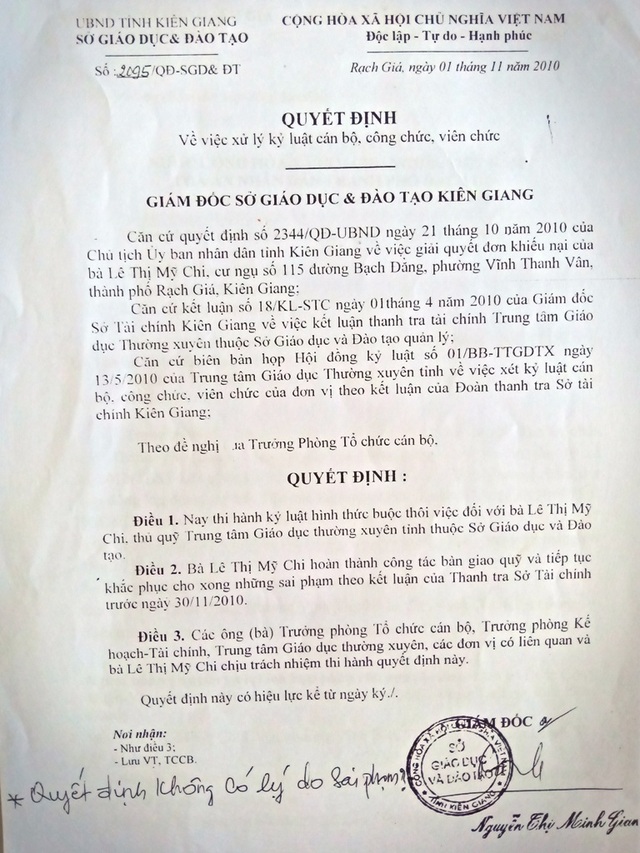 UBND TỈNH KIÊN GIANG
SỞ GIÁO DỤC& ĐÀO TẠO
Số :2095/QĐ-SGD& ĐT
CỘNG HÒA XÃ HỘI CHỦ NGHĨA VIỆT NAM
Độc lập - Tự do - Hạnh phúc
Rạch Giá, ngày 01 tháng 11 năm 2010
QUYẾT ĐỊNH
Về việc xử lý kỷ luật cán bộ, công chức, viên chức
GIÁM ĐỐC SỞ GIÁO DỤC & ĐÀO TẠO KIÊN GIANG
Căn cứ quyết định số 2344/QD-UBND ngày 21 tháng 10 năm 2010 của
Chủ tịch Ủy ban nhân dân tỉnh Kiên Giang về việc giải quyết đơn khiếu nại của
bà Lê Thị Mỹ Chi, cư ngụ số 115 đường Bạch Đằng, phường Vĩnh Thanh Vân,
thành phố Rạch Giá, Kiên Giang;
Căn cứ kết luận số 18/KL-STC ngày 01tháng 4 năm 2010 của Giám đốc
Sở Tài chính Kiên Giang về việc kết luận thanh tra tài chính Trung tâm Giáo
dục Thường xuyên thuộc Sở Giáo dục và Đào tạo quản lý;
Căn cứ biên bản họp Hội đồng kỷ luật số 01/BB-TTGDTX ngày
13/5/2010 của Trung tâm Giáo dục Thường xuyên tỉnh về việc xét kỷ luật cán
bộ, công chức, viên chức của đơn vị theo kết luận của Đoàn thanh tra Sở tài
chính Kiên Giang;
Theo đề nghị ủa Trưởng Phòng Tổ chức cán bộ.
QUYẾT ĐỊNH :
Điều 1. Nay thi hành kỷ luật hình thức buộc thôi việc đối với bà Lê Thị Mỹ
Chi, thủ quỹ Trung tâm Giáo dục thường xuyên tỉnh thuộc Sở Giáo dục và Đào
tạo.
Điều 2. Bà Lê Thị Mỹ Chi hoàn thành công tác bàn giao quỹ và tiếp tục
khắc phục cho xong những sai phạm theo kết luận của Thanh tra Sở Tài chính
trước ngày 30/11/2010.
Điều 3. Các ông (bà) Trưởng phòng Tổ chức cán bộ, Trưởng phòng Kế
hoạch-Tài chính, Trung tâm Giáo dục thường xuyên, các đơn vị có liên quan và
bà Lê Thị Mỹ Chi chịu trách nhiệm thi hành quyết định này.
Quyết định này có hiệu lực kể từ ngày ký./.
Nơi nhận:
- Như điều 3;
- Lưu VT, TCCB.
GIÁM ĐỐC
SỞ
GIÁO DỤC
VÀ ĐÀO TẠO
TỈNH KIÊN GIANG
* Quyết định không có lý do sai phạm?
Nguyễn Thị Minh Gian